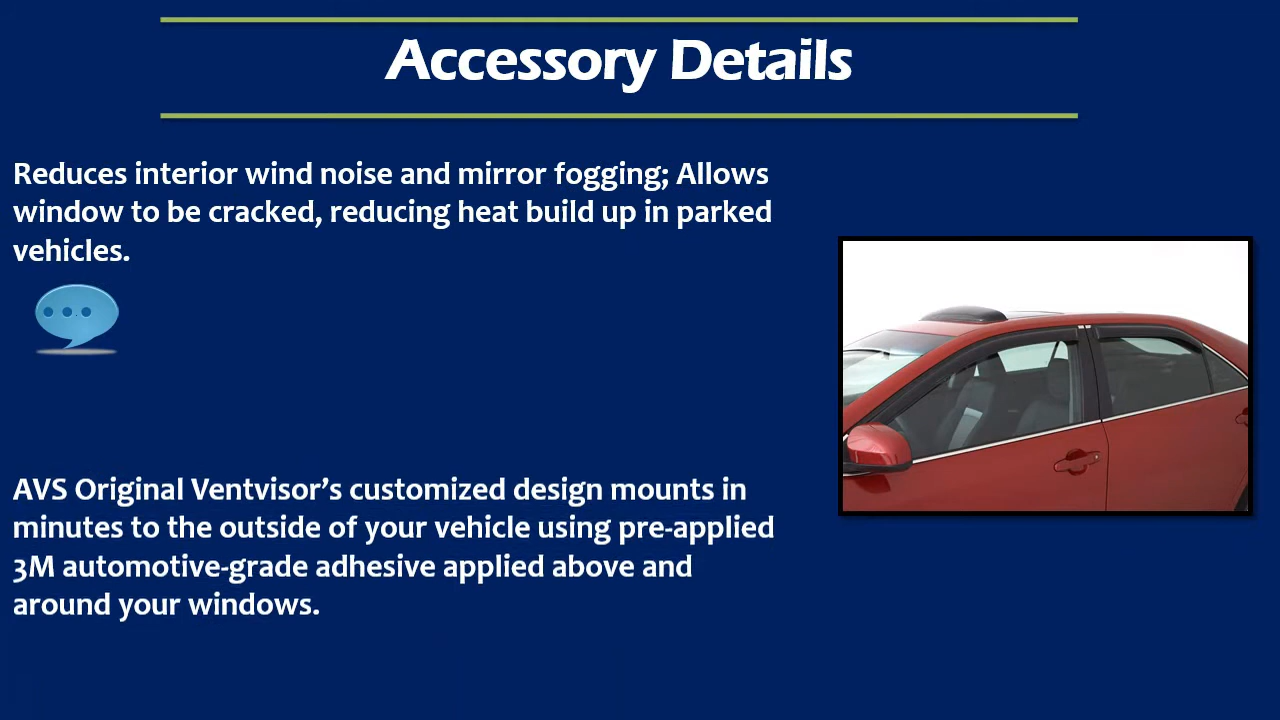 Accessory Details
Reduces interior wind noise and mirror fogging; Allows
window to be cracked, reducing heat build up in parked
vehicles.
AVS Original Ventvisor’s customized design mounts in
minutes to the outside of your vehicle using pre-applied
3M automotive-grade adhesive applied above and
around your windows.